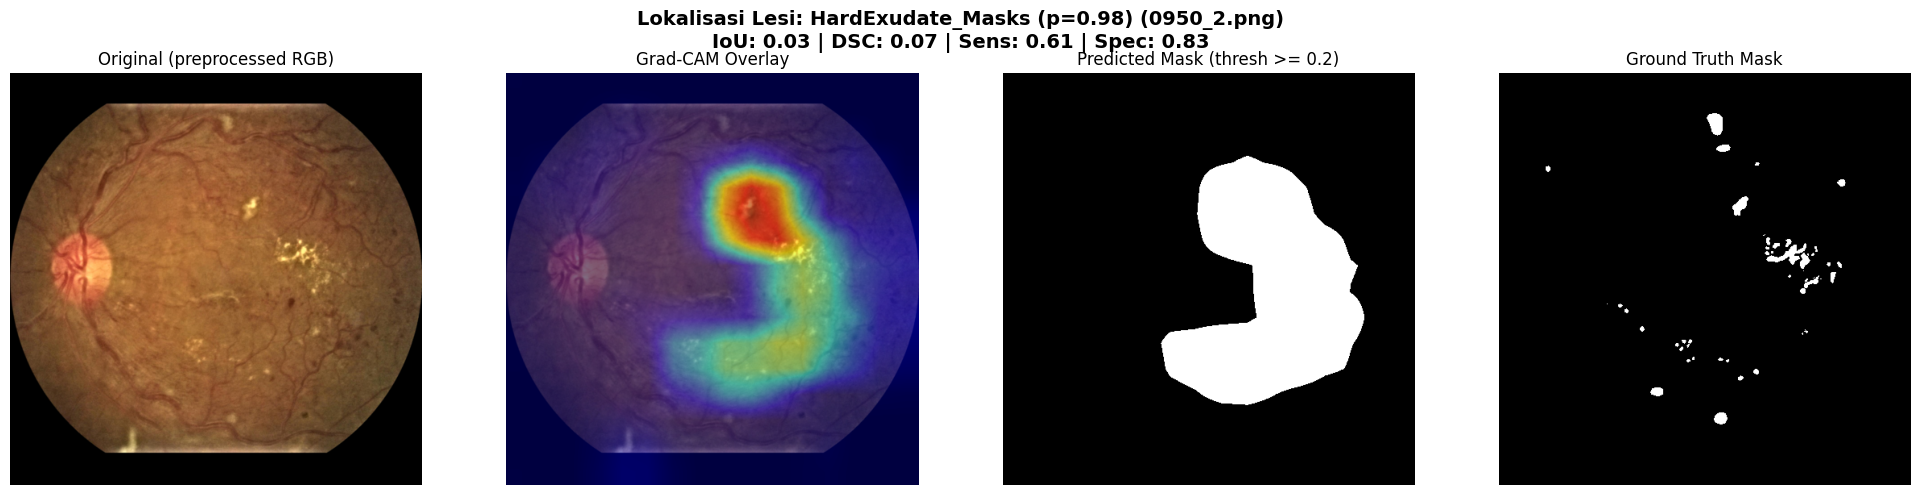 Lokalisasi Lesi: HardExudate_Masks (p=0.98) (0950_2.png)
IoU: 0.03 | DSC: 0.07 | Sens: 0.61 | Spec: 0.83
Original (preprocessed RGB)
Grad-CAM Overlay
Predicted Mask (thresh >= 0.2)
Ground Truth Mask